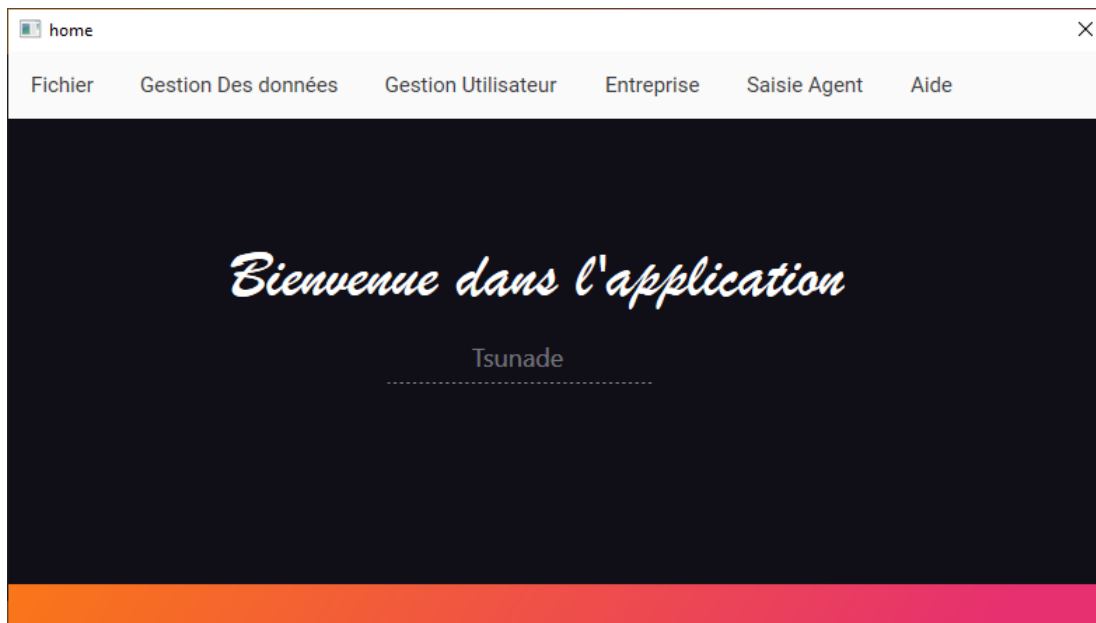 home
Fichier Gestion Des données Gestion Utilisateur Entreprise Saisie Agent Aide
Bienvenue dans l'application
Tsunade